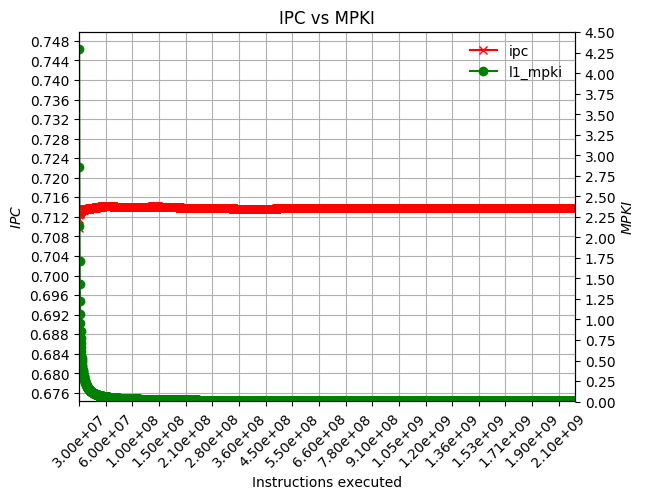 IPC vs MPKI
0.748
0.744
0.740
0.736
0.732
0.728
0.724
0.720
0.716
0.712
0.708
0.704
0.700
0.696
0.692
0.688
0.684
0.680
0.676
IPC
ipc
l1_mpki
4.50
4.25
4.00
3.75
3.50
3.25
3.00
2.75
2.50
2.25
2.00
1.75
1.50
1.25
1.00
0.75
0.50
0.25
0.00
MPKI
3.00e+07
6.00e+07
1.00e+08
1.50e+08
2.10e+08
2.80e+08
3.60e+08
4.50e+08
5.50e+08
6.60e+08
7.80e+08
9.10e+08
1.05e+09
1.20e+09
1.36e+09
1.53e+09
1.71e+09
1.90e+09
2.10e+09
Instructions executed